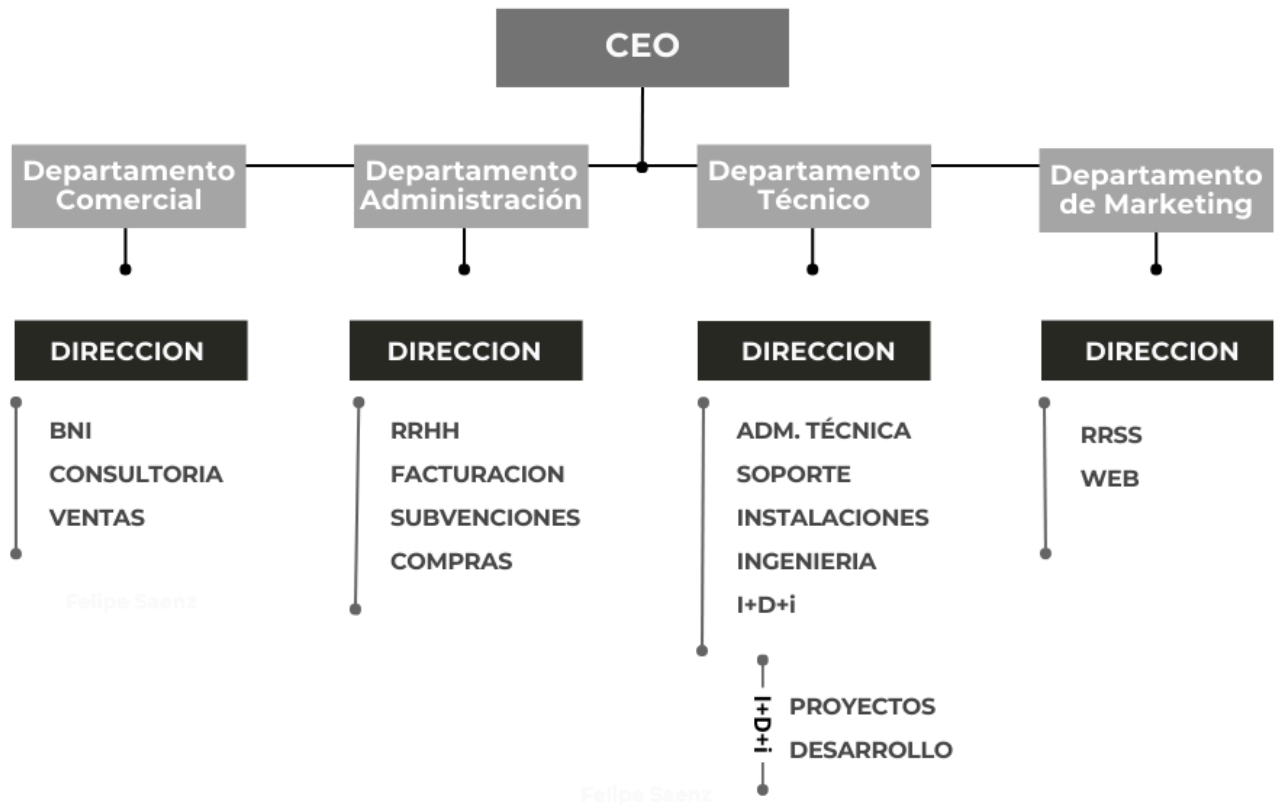 CEO
Departamento
Comercial
Departamento
Administración
Departamento
Técnico
Departamento
de Marketing
DIRECCION
BNI
CONSULTORIA
VENTAS
DIRECCION
RRHH
FACTURACION
SUBVENCIONES
COMPRAS
DIRECCION
ADM. TÉCNICA
SOPORTE
INSTALACIONES
INGENIERIA
I+D+i
I+D+i
PROYECTOS
DESARROLLO
DIRECCION
RRSS
WEB
Felipe Saenz
Felipe Saenz